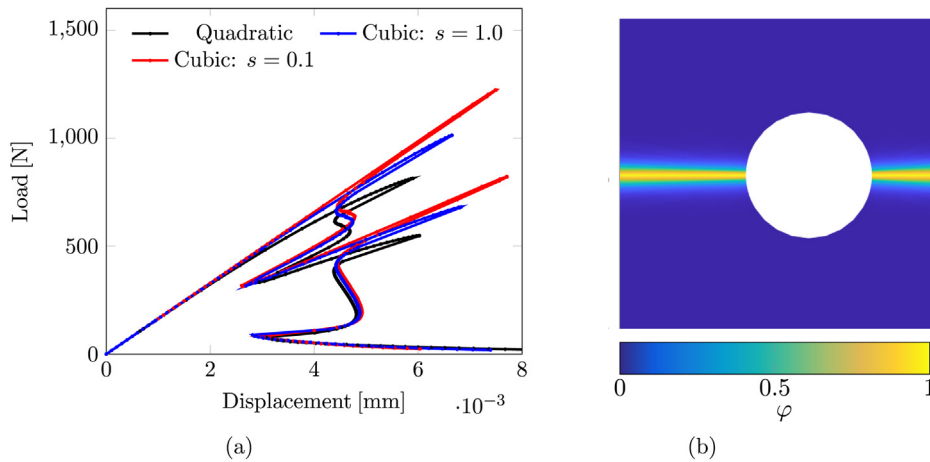 1,500
1,000
500
0
Load [N]
Quadratic
Cubic: s = 1.0
Cubic: s = 0.1
0 2 4 6 8
Displacement [mm] ·10⁻³
(a)
0 0.5 1
φ
(b)